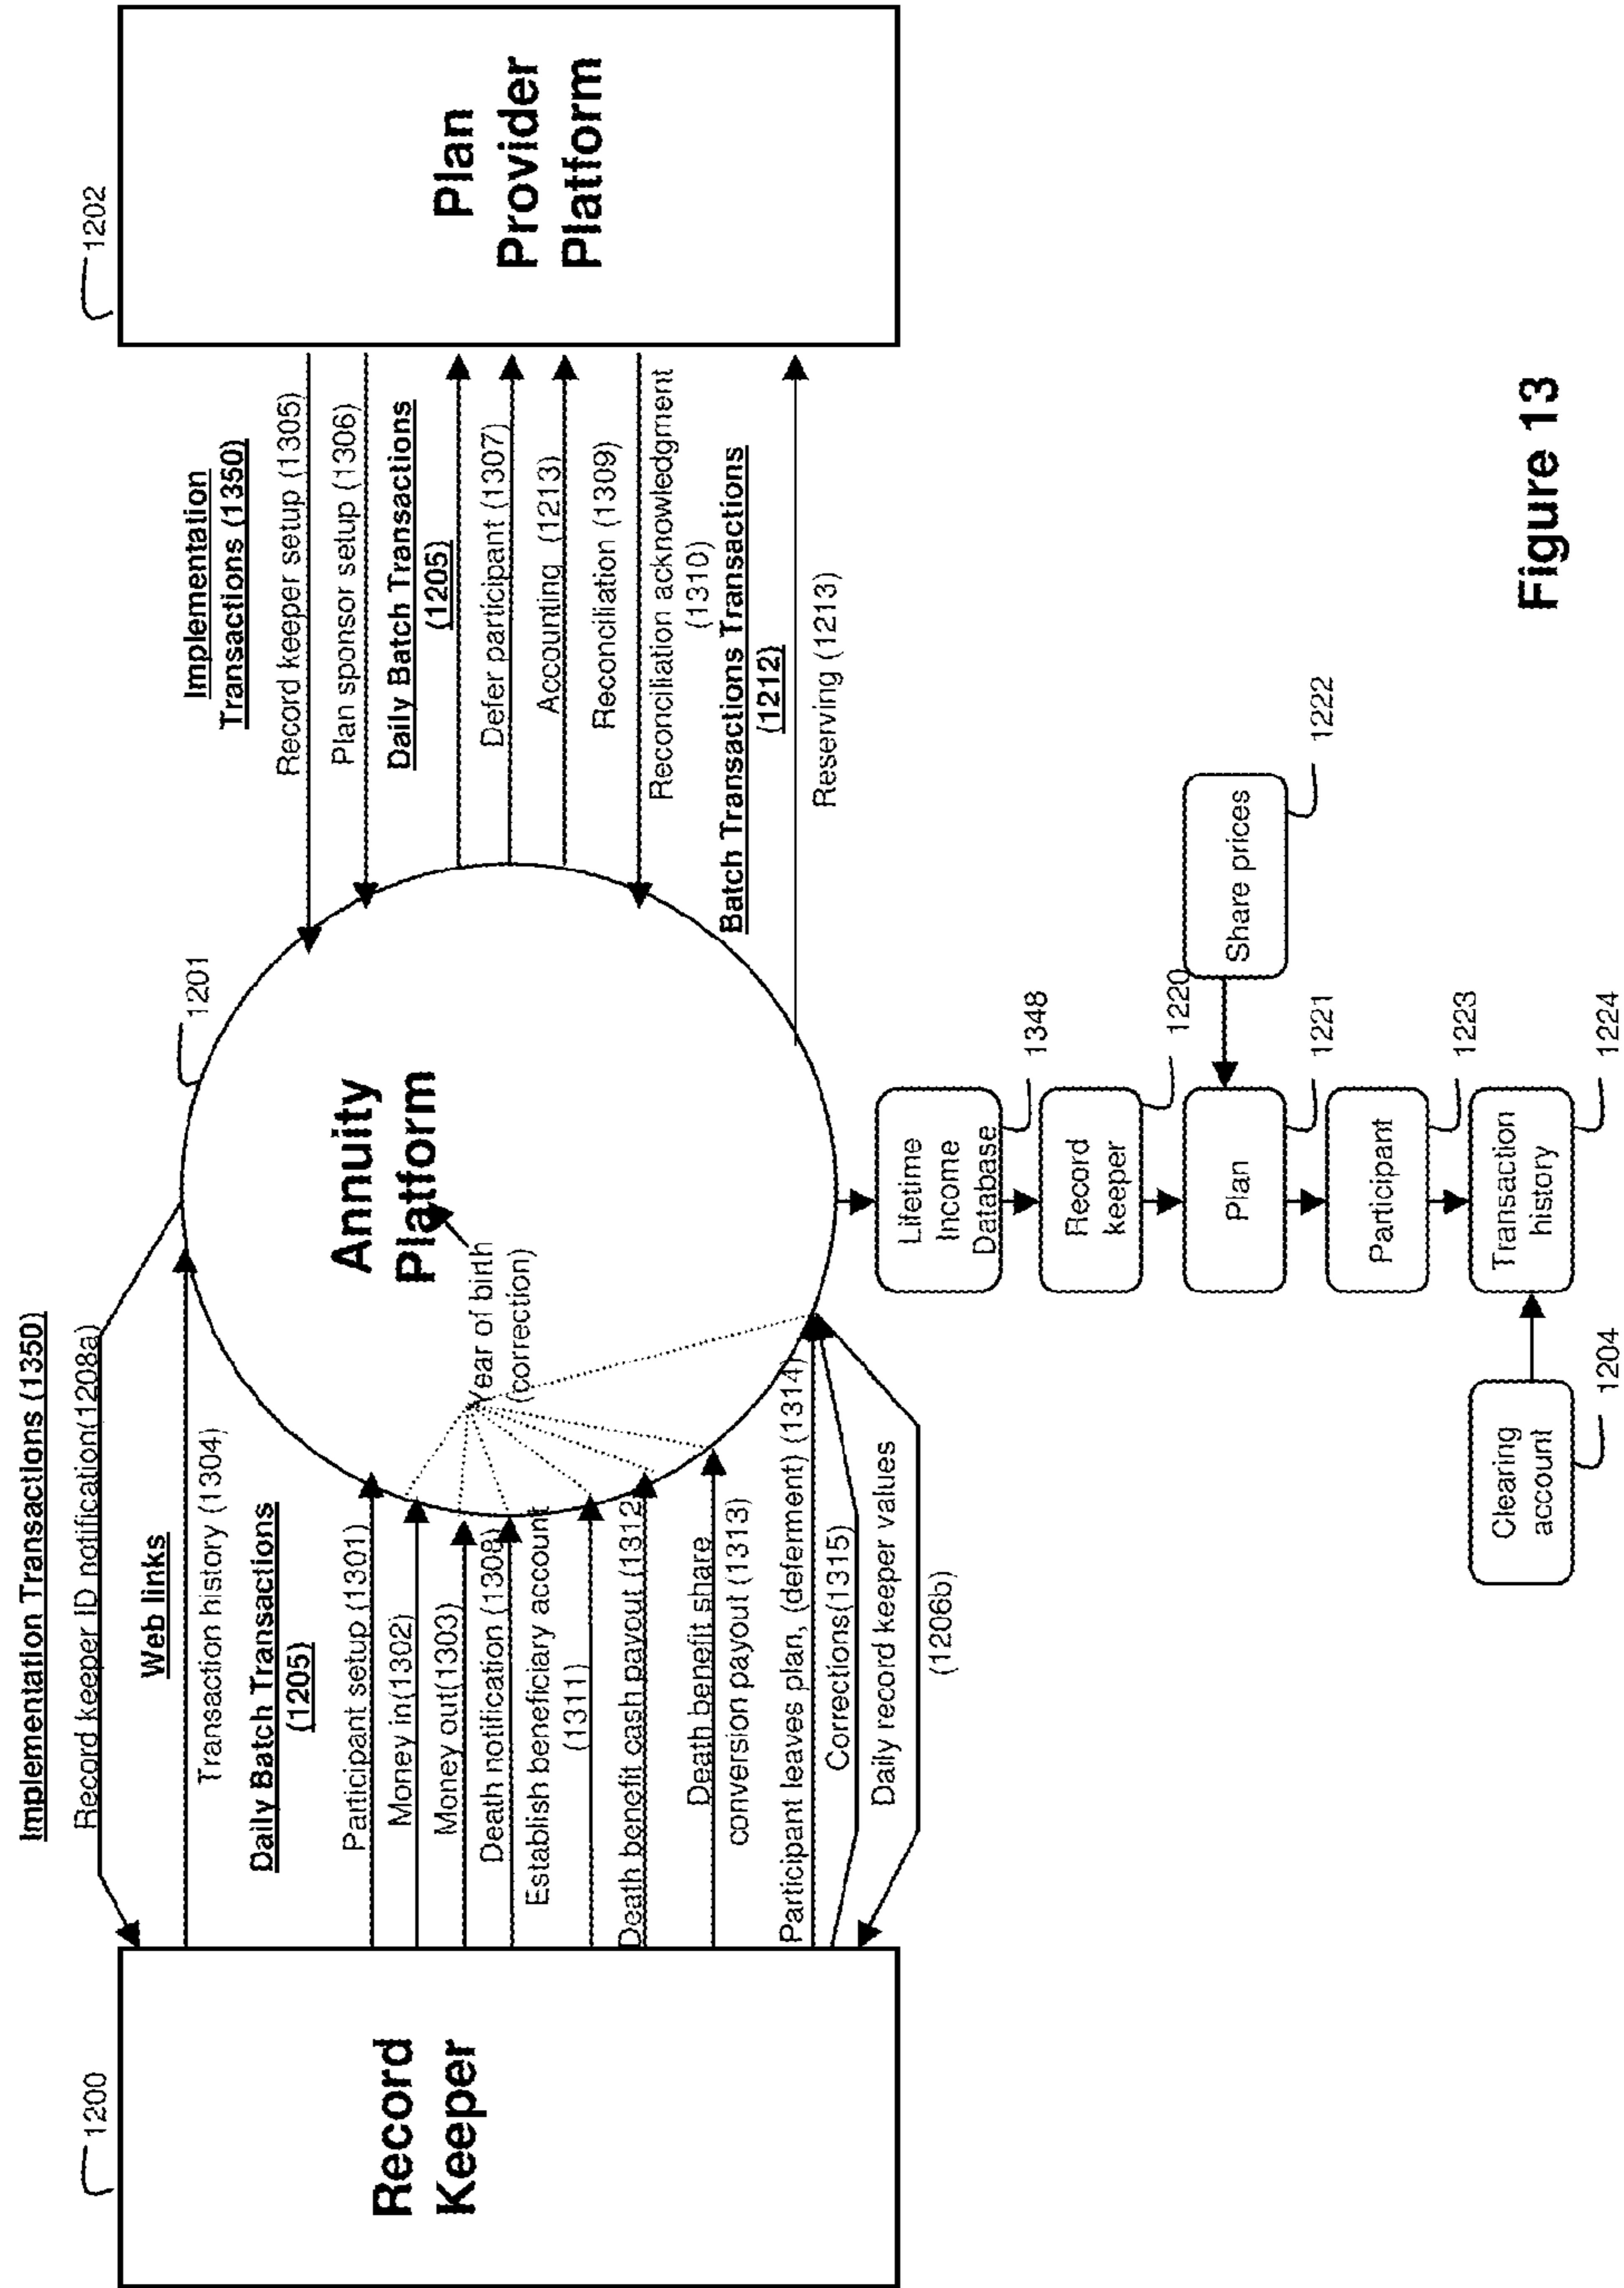 1200
Record
Keeper
Implementation Transactions (1350)
Record keeper ID notification(1208a)
Web links
Transaction history (1304)
Daily Batch Transactions
(1205)
Participant setup (1301)
Money in(1302)
Money out(1303)
Death notification (1308)
Establish beneficiary account
(1311)
Death benefit cash payout (1312
Death benefit share
conversion payout (1313)
Participant leaves plan, (deferment) (1314)
Corrections(1315)
Daily record keeper values
(1206b)
1201
Annuity
Platform
Year of birth
(correction)
Implementation
Transactions (1350)
Record keeper setup (1305)
Plan sponsor setup (1306)
Daily Batch Transactions
(1205)
Defer participant (1307)
Accounting (1213)
Reconciliation (1309)
Reconciliation acknowledgment
(1310)
Batch Transactions Transactions
(1212)
Reserving (1213)
1202
Plan
Provider
Platform
Lifetime
Income
Database
1348
Record
keeper
1220
Plan
1221
Share prices
1222
Participant
1223
Transaction
history
1224
Clearing
account
1204
Figure 13